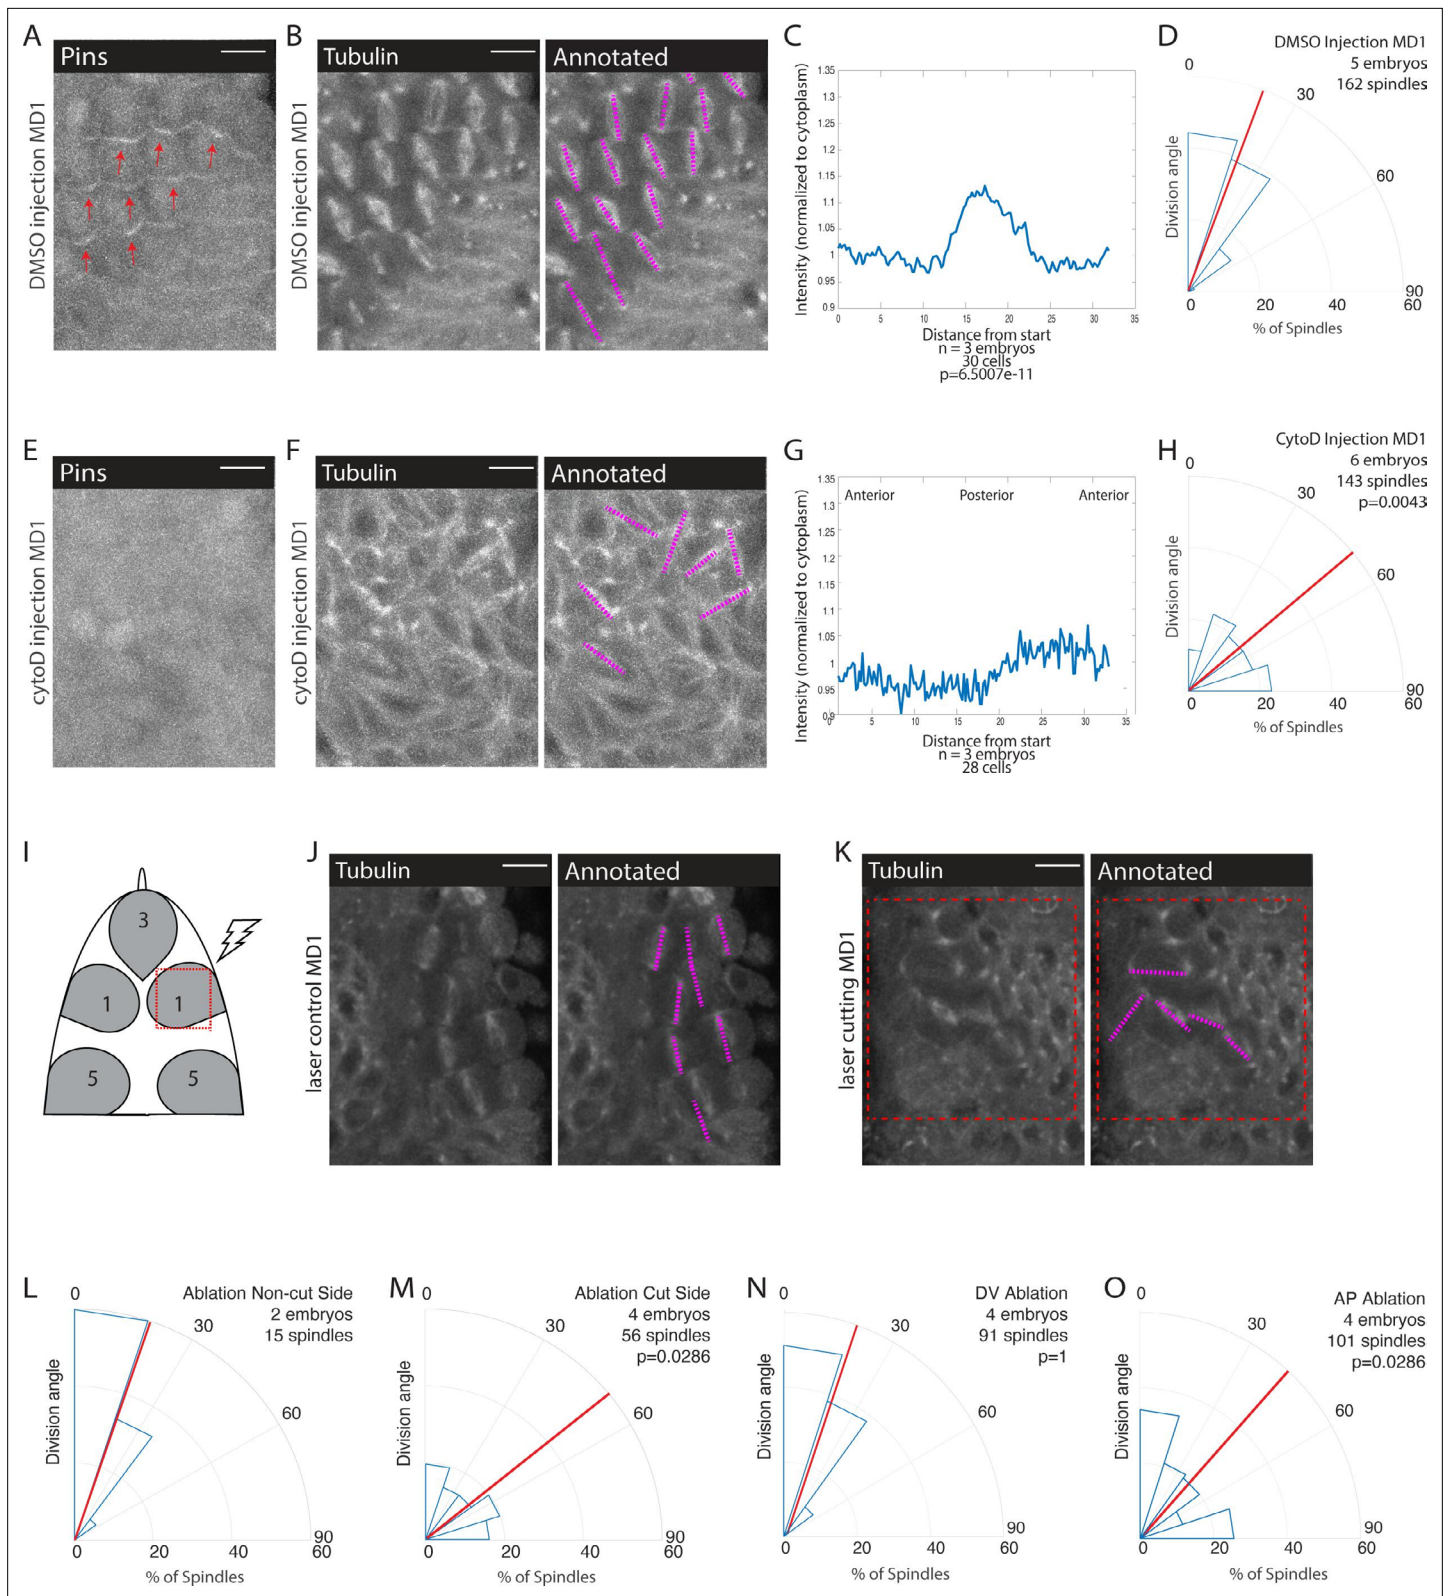 A
Pins
DMSO injection MD1
B
Tubulin
Annotated
DMSO injection MD1
C
Intensity (normalized to cytoplasm)
1.35
1.3
1.25
1.2
1.15
1.1
1.05
1
0.95
0.9
0 5 10 15 20 25 30 35
Distance from start
n = 3 embryos
30 cells
p=6.5007e-11
D
DMSO Injection MD1
5 embryos
162 spindles
0
30
60
90
Division angle
0 20 40 60
% of Spindles
E
Pins
cytoD injection MD1
F
Tubulin
Annotated
cytoD injection MD1
G
Intensity (normalized to cytoplasm)
1.35
1.3
1.25
1.2
1.15
1.1
1.05
1
0.95
0.9
Anterior Posterior Anterior
0 5 10 15 20 25 30 35
Distance from start
n = 3 embryos
28 cells
H
CytoD Injection MD1
6 embryos
143 spindles
p=0.0043
0
30
60
90
Division angle
0 20 40 60
% of Spindles
I
3
1 1
5 5
J
Tubulin
Annotated
laser control MD1
K
Tubulin
Annotated
laser cutting MD1
L
Ablation Non-cut Side
2 embryos
15 spindles
0
30
60
90
Division angle
0 20 40 60
% of Spindles
M
Ablation Cut Side
4 embryos
56 spindles
p=0.0286
0
30
60
90
Division angle
0 20 40 60
% of Spindles
N
DV Ablation
4 embryos
91 spindles
p=1
0
30
60
90
Division angle
0 20 40 60
% of Spindles
O
AP Ablation
4 embryos
101 spindles
p=0.0286
0
30
60
90
Division angle
0 20 40 60
% of Spindles